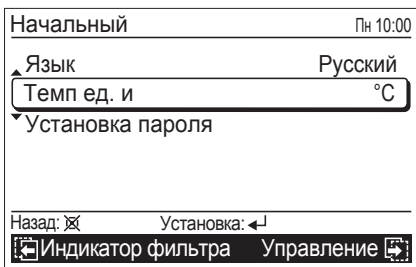 Начальный Пн 10:00
Язык Русский
Темп ед. и °C
Установка пароля
Назад: Установка:
Индикатор фильтра Управление